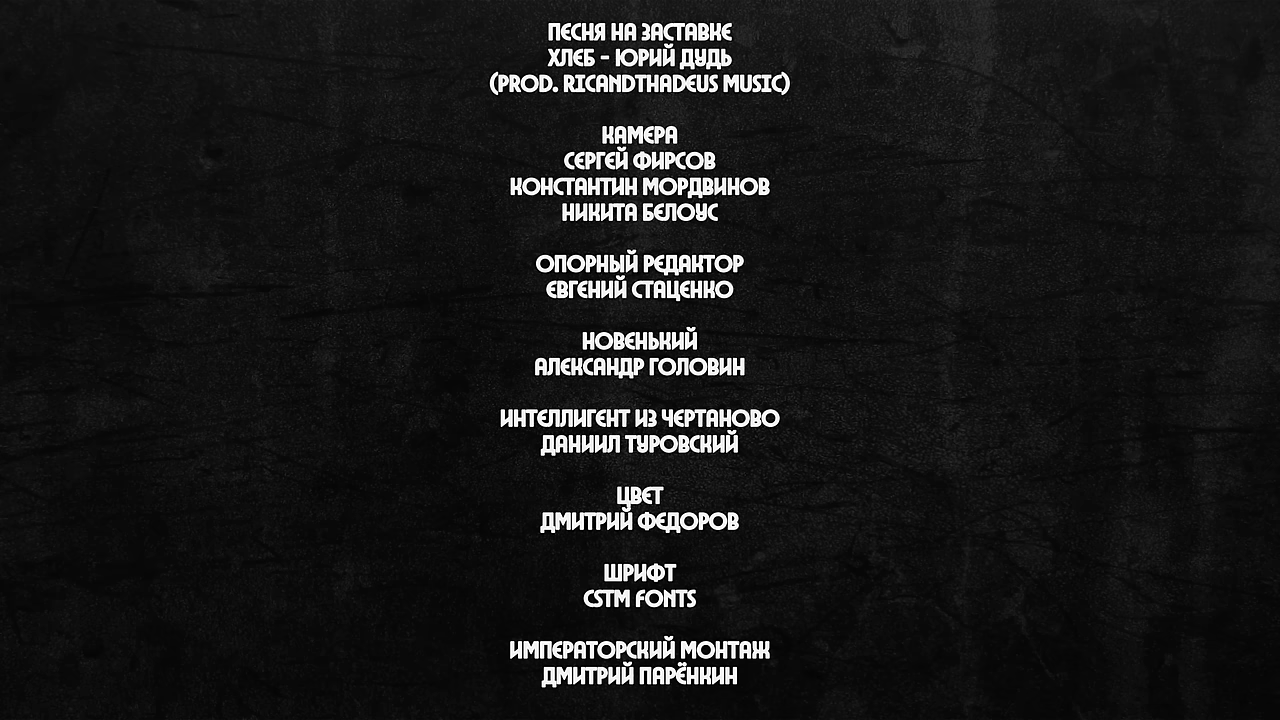 ПЕСНЯ НА ЗАСТАВКЕ
ХЛЕБ - ЮРИЙ ДУДЬ
(PROD. RICANDTHADEUS MUSIC)
КАМЕРА
СЕРГЕЙ ФИРСОВ
КОНСТАНТИН МОРДВИНОВ
НИКИТА БЕЛОУС
ОПОРНЫЙ РЕДАКТОР
ЕВГЕНИЙ СТАЦЕНКО
НОВЕНЬКИЙ
АЛЕКСАНДР ГОЛОВИН
ИНТЕЛЛИГЕНТ ИЗ ЧЕРТАНОВО
ДАНИИЛ ТУРОВСКИЙ
ЦВЕТ
ДМИТРИЙ ФЕДОРОВ
ШРИФТ
CSTM FONTS
ИМПЕРАТОРСКИЙ МОНТАЖ
ДМИТРИЙ ПАРЁНКИН